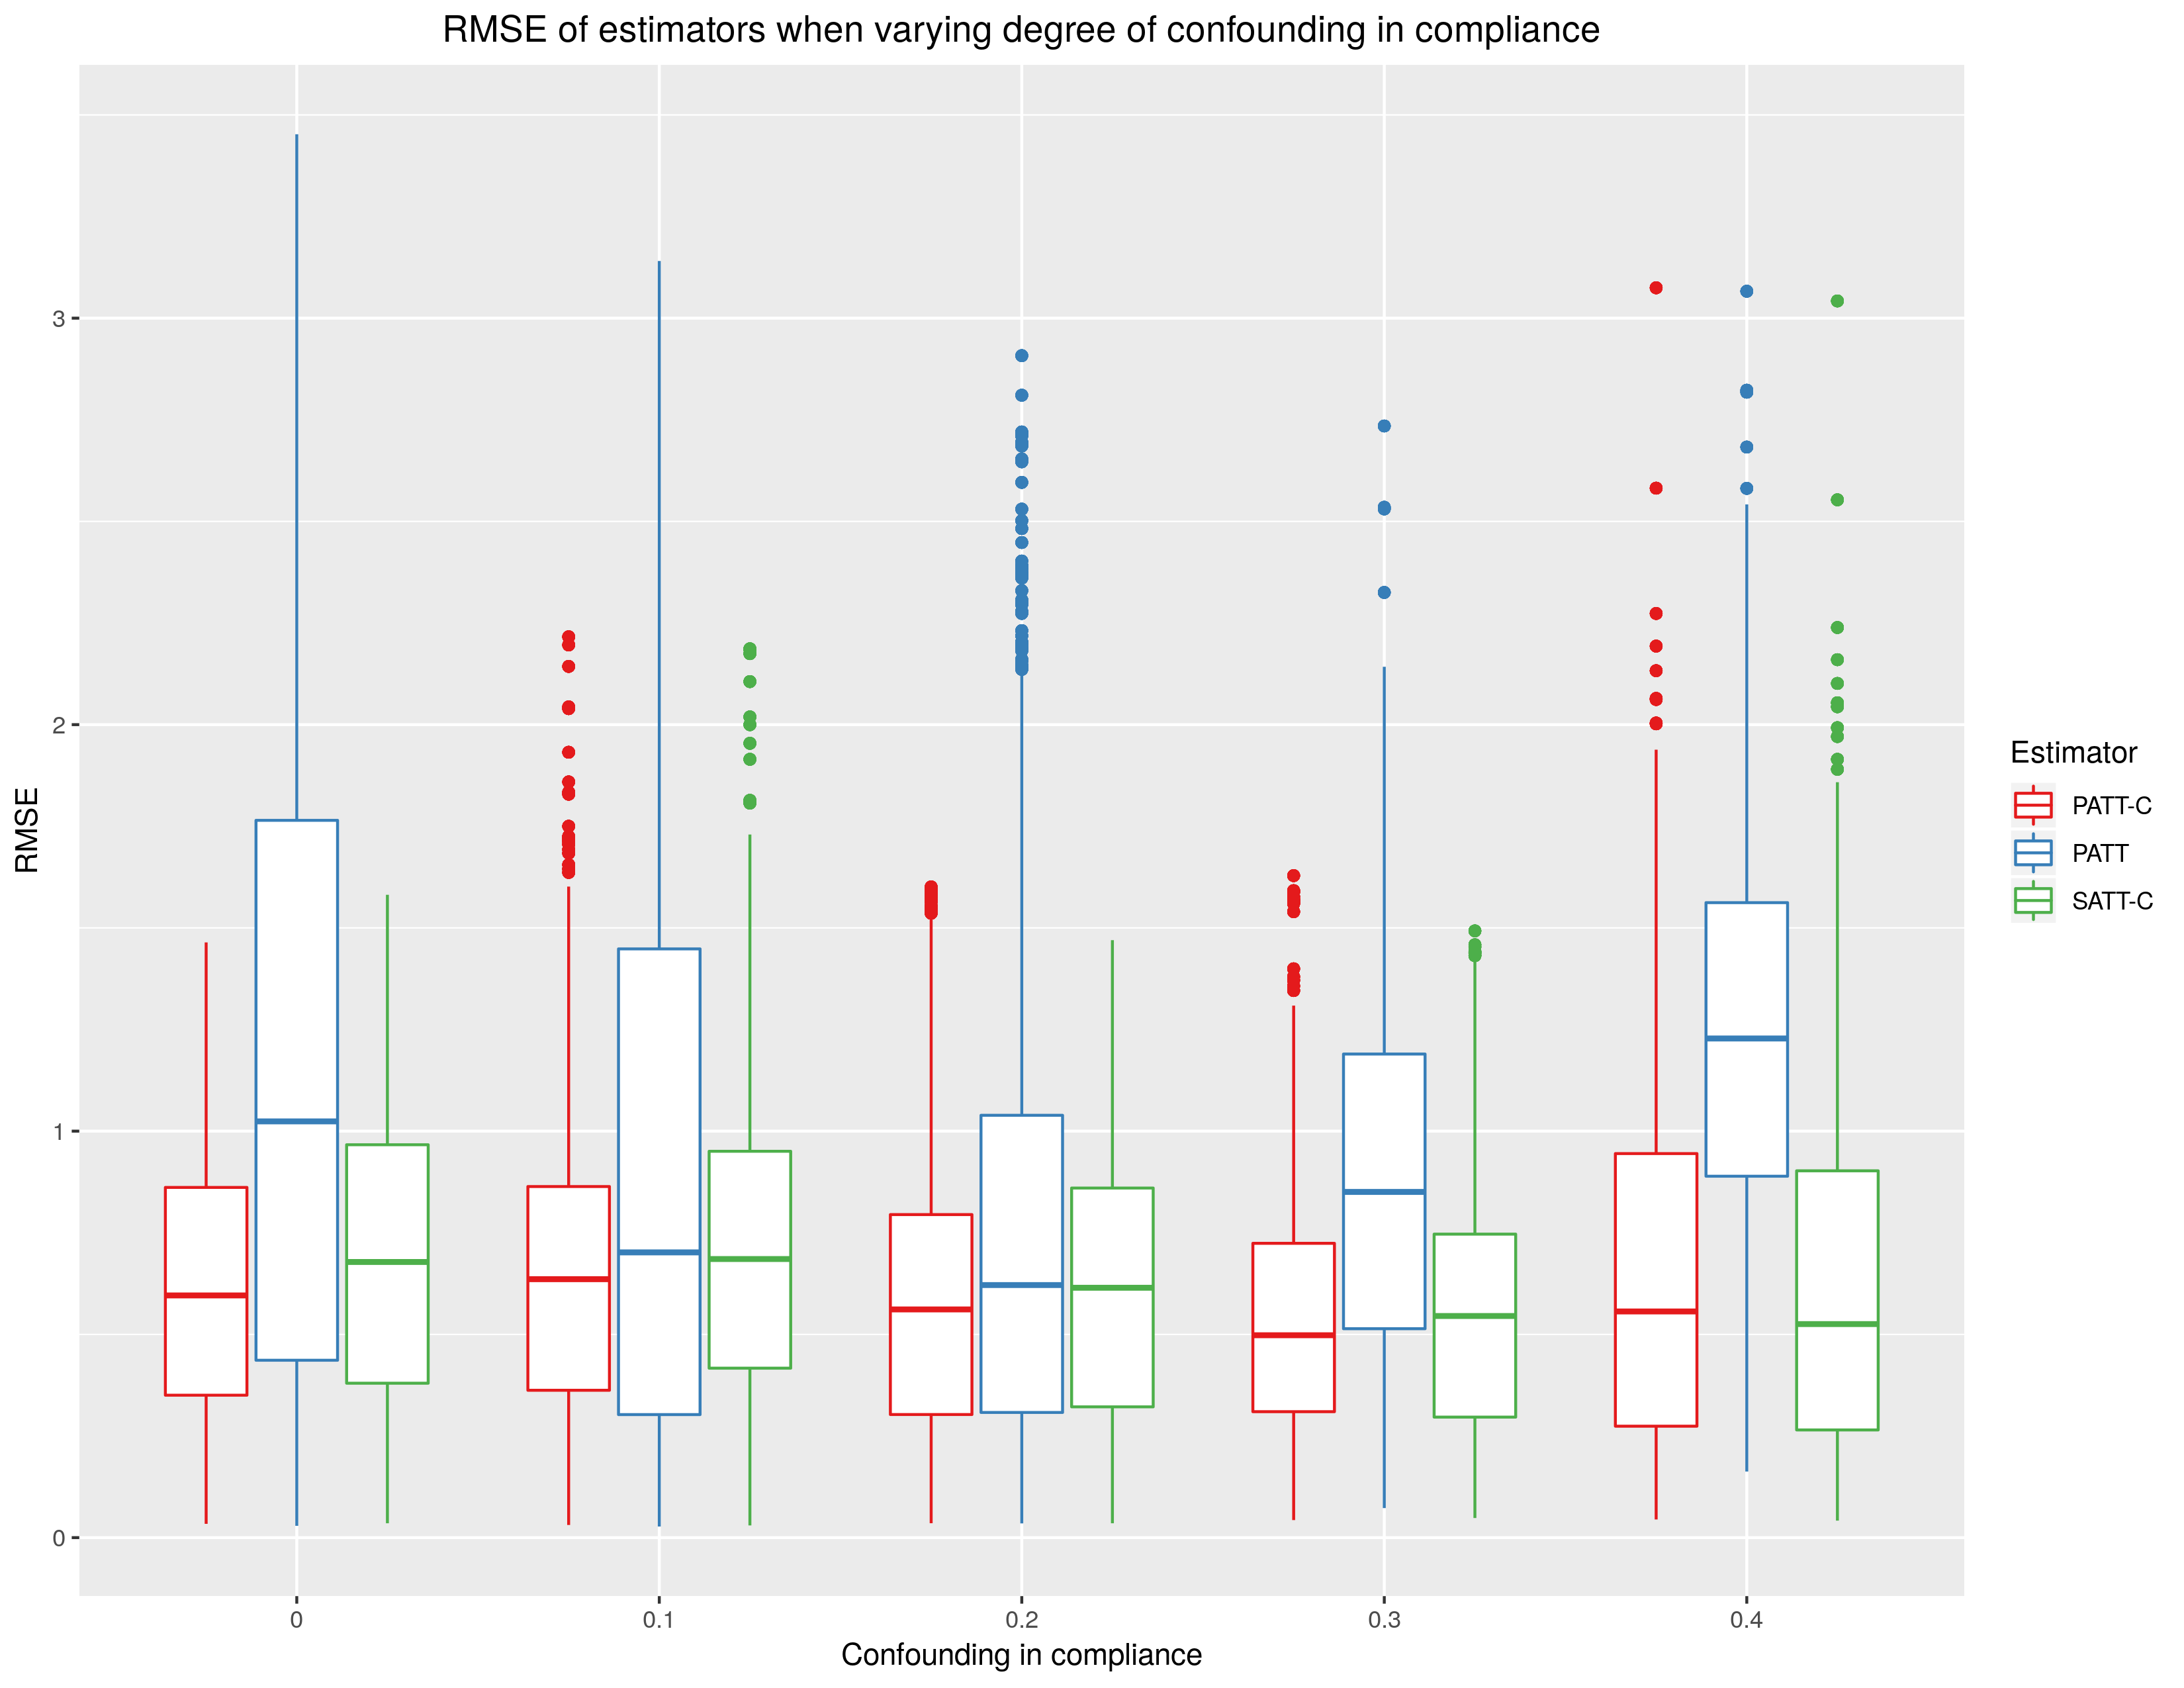 RMSE of estimators when varying degree of confounding in compliance
RMSE
3
2
1
0
0 0.1 0.2 0.3 0.4
Confounding in compliance
Estimator
PATT-C
PATT
SATT-C